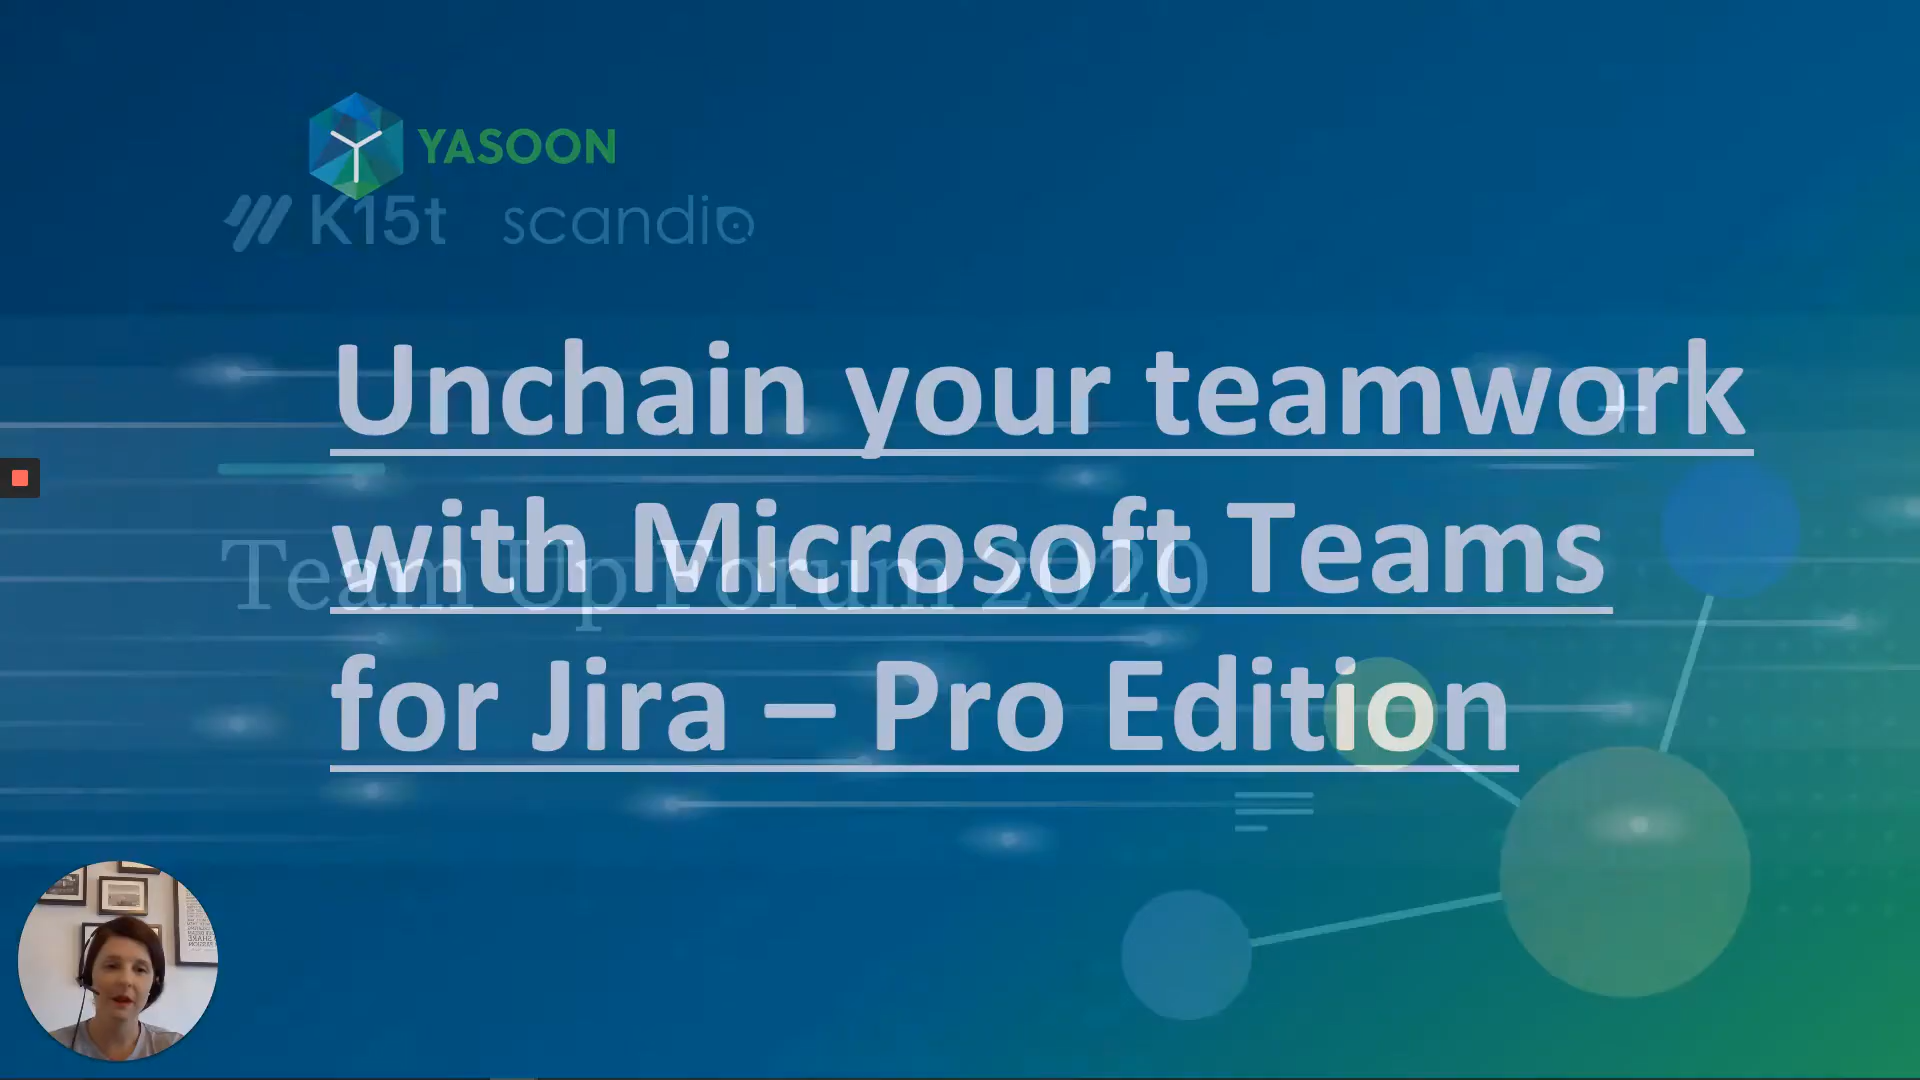 YASOON
K15t scandio
Unchain your teamwork
with Microsoft Teams
Team Up Forum 2020
for Jira – Pro Edition